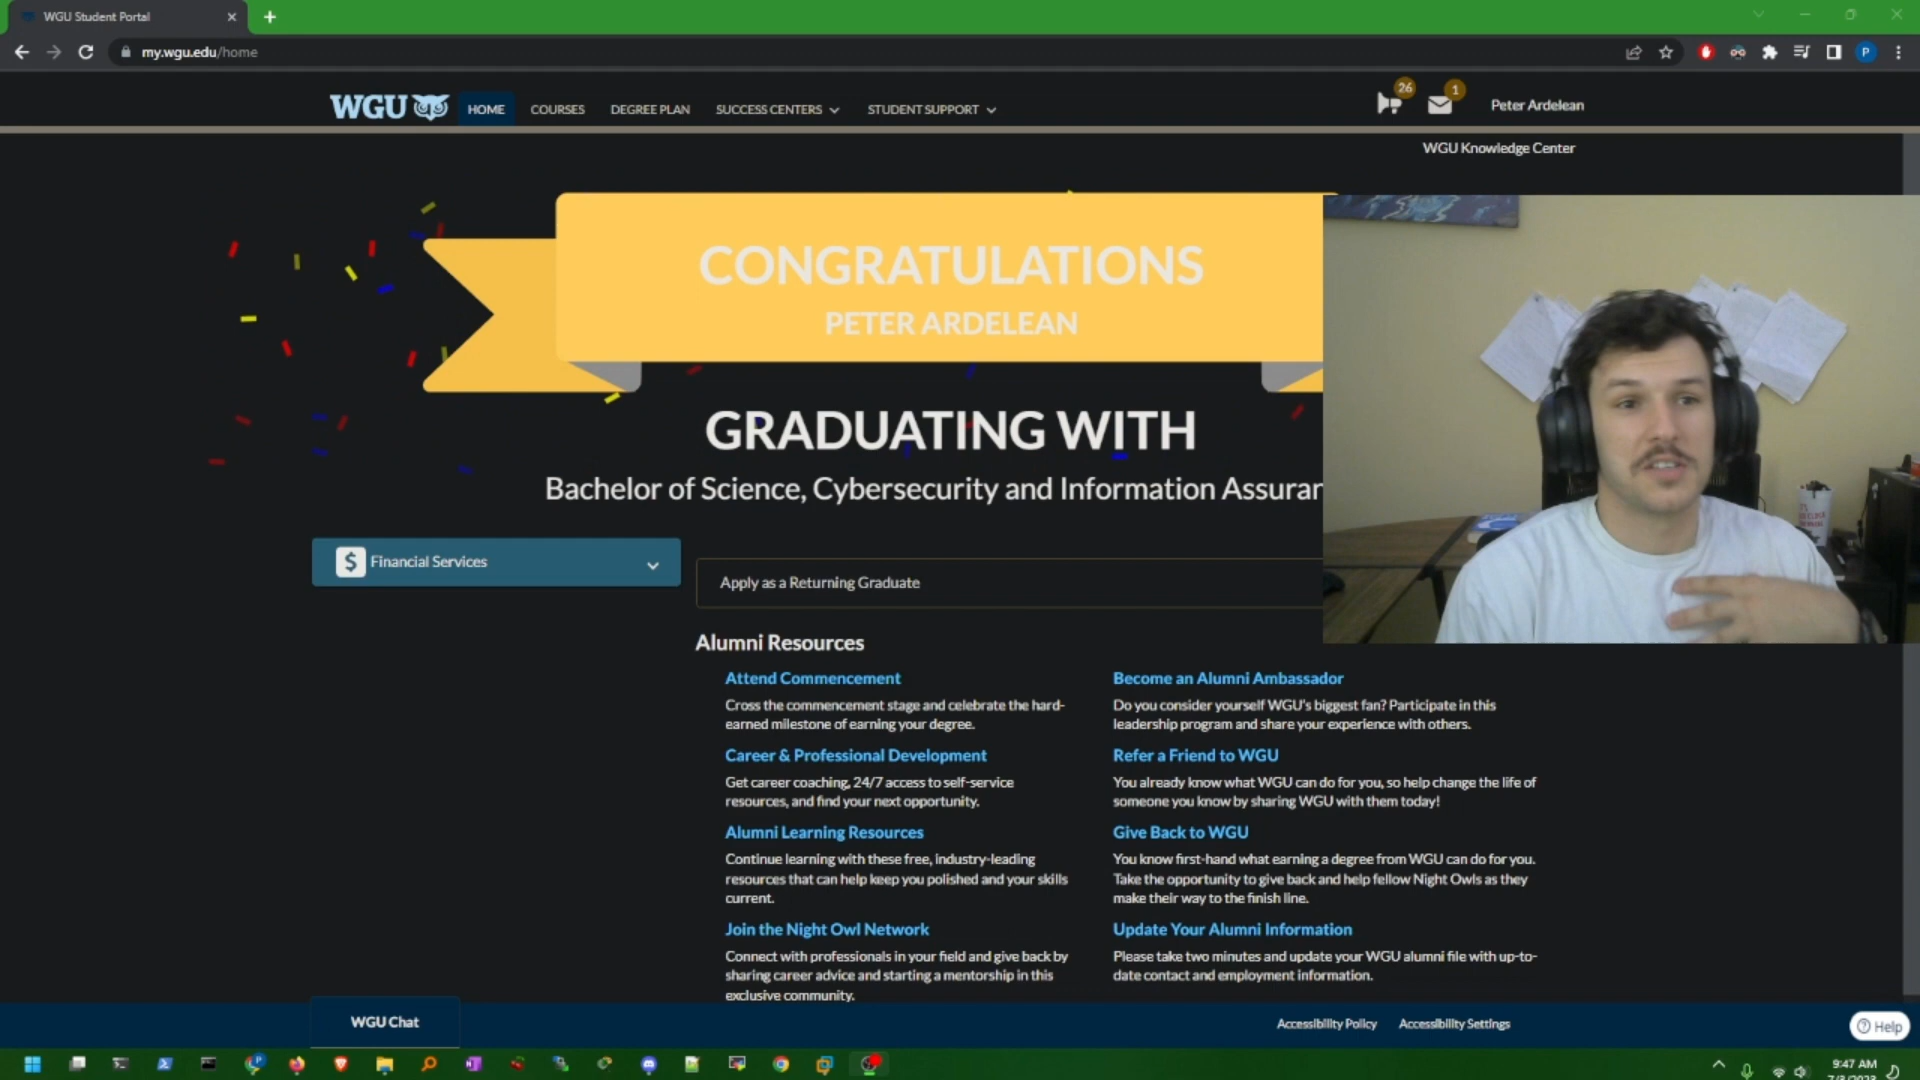 WGU Student Portal
my.wgu.edu/home
WGU
HOME
COURSES
DEGREE PLAN
SUCCESS CENTERS
STUDENT SUPPORT
26
1
Peter Ardelean
WGU Knowledge Center
CONGRATULATIONS
PETER ARDELEAN
GRADUATING WITH
Bachelor of Science, Cybersecurity and Information Assuran
$ Financial Services
Apply as a Returning Graduate
Alumni Resources
Attend Commencement
Cross the commencement stage and celebrate the hard-
earned milestone of earning your degree.
Career & Professional Development
Get career coaching, 24/7 access to self-service
resources, and find your next opportunity.
Alumni Learning Resources
Continue learning with these free, industry-leading
resources that can help keep you polished and your skills
current.
Join the Night Owl Network
Connect with professionals in your field and give back by
sharing career advice and starting a mentorship in this
exclusive community.
Become an Alumni Ambassador
Do you consider yourself WGU's biggest fan? Participate in this
leadership program and share your experience with others.
Refer a Friend to WGU
You already know what WGU can do for you, so help change the life of
someone you know by sharing WGU with them today!
Give Back to WGU
You know first-hand what earning a degree from WGU can do for you.
Take the opportunity to give back and help fellow Night Owls as they
make their way to the finish line.
Update Your Alumni Information
Please take two minutes and update your WGU alumni file with up-to-
date contact and employment information.
WGU Chat
Accessibility Policy
Accessibility Settings
Help
P
9:47 AM